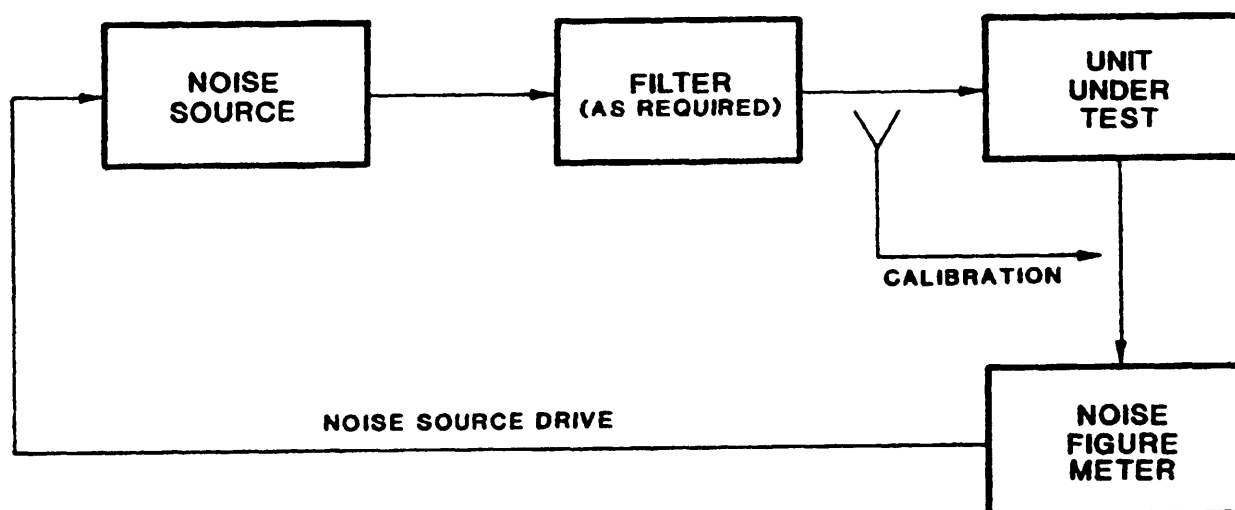 NOISE
SOURCE
FILTER
(AS REQUIRED)
UNIT
UNDER
TEST
CALIBRATION
NOISE SOURCE DRIVE
NOISE
FIGURE
METER